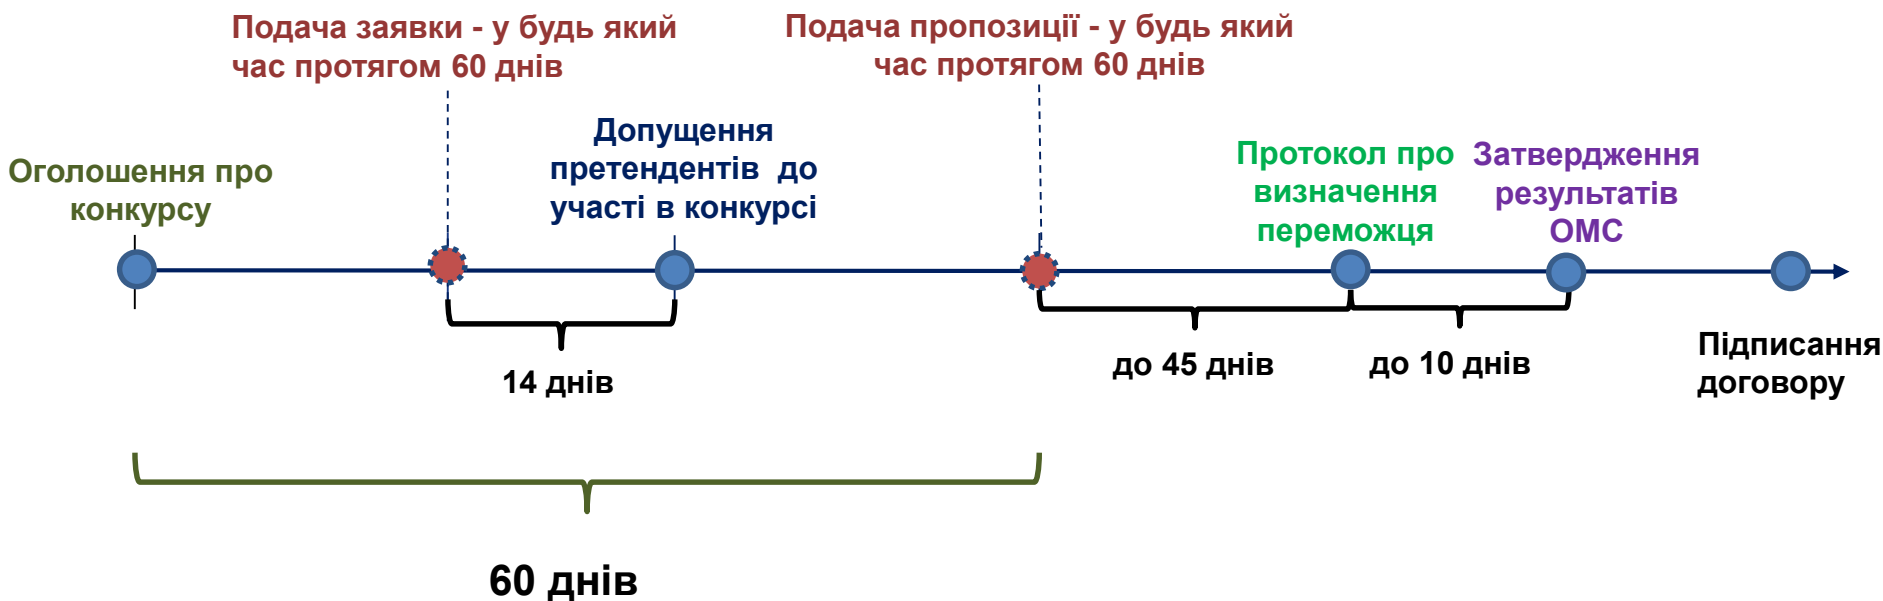 Подача заявки - у будь який
час протягом 60 днів
Подача пропозиції - у будь який
час протягом 60 днів
Оголошення про
конкурсу
Допущення
претендентів до
участі в конкурсі
Протокол про
визначення
переможця
Затвердження
результатів
ОМС
14 днів
до 45 днів
до 10 днів
Підписання
договору
60 днів